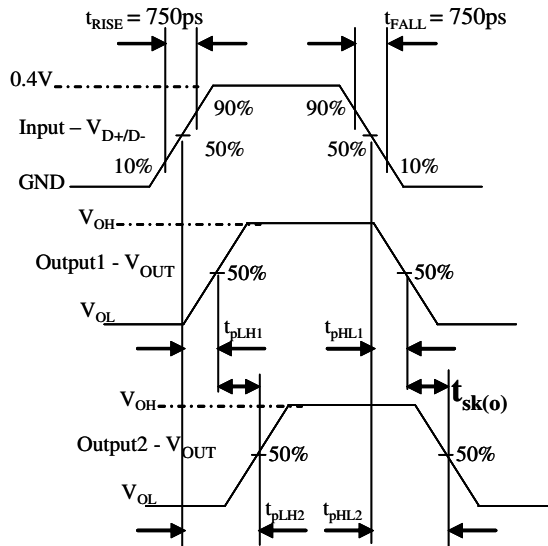 tRISE = 750ps
tFALL = 750ps
0.4V
90%
90%
Input – VD+/D-
50%
50%
10%
10%
GND
VOH
Output1 - VOUT
50%
50%
VOL
tpLH1
tpHL1
tsk(o)
VOH
Output2 - VOUT
50%
50%
VOL
tpLH2
tpHL2